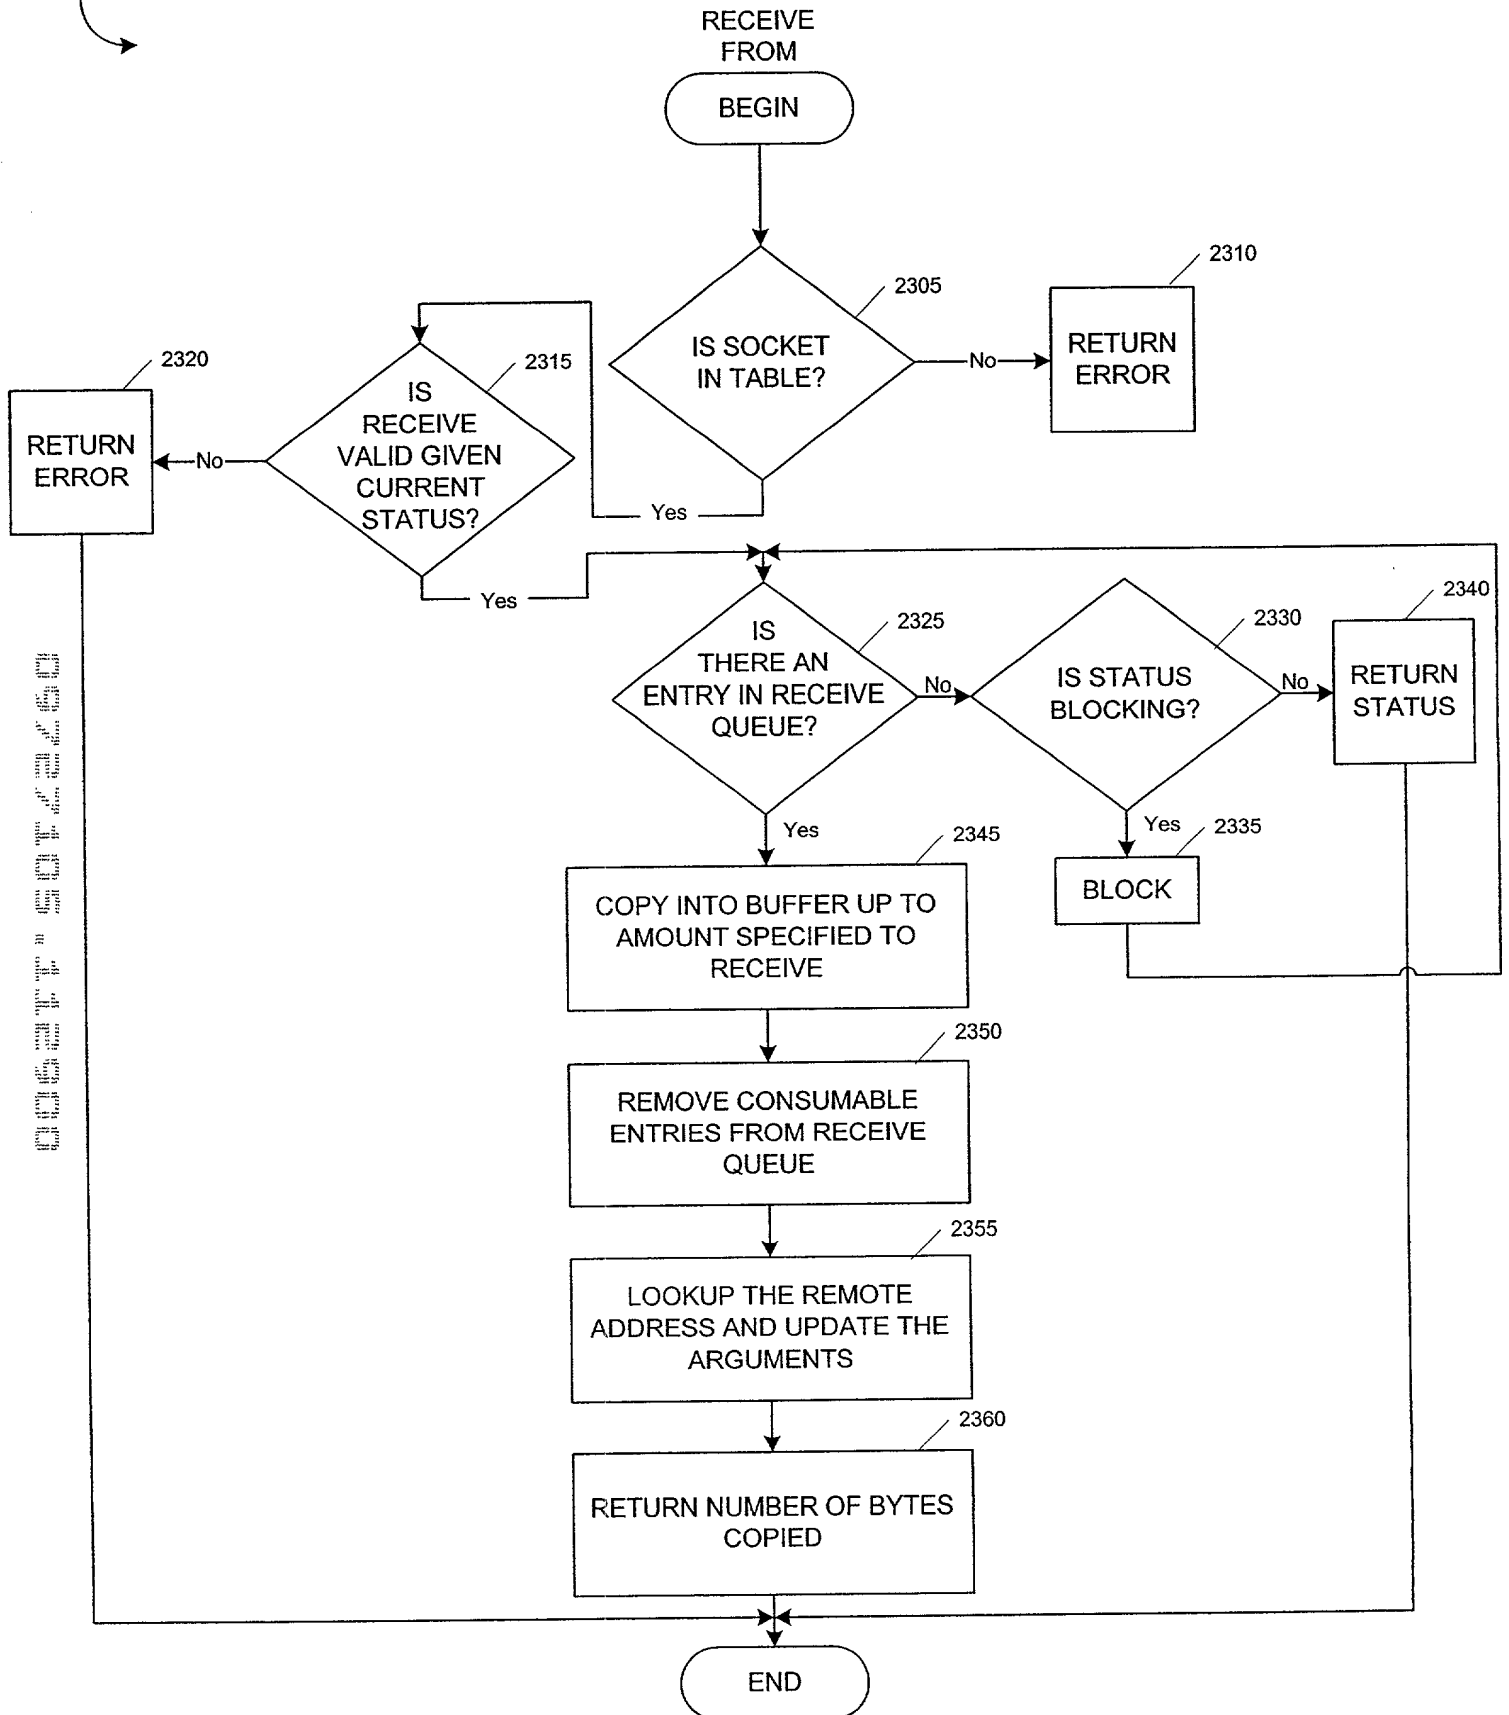 RECEIVE
FROM
BEGIN
2305
IS SOCKET
IN TABLE?
No
2310
RETURN
ERROR
Yes
2315
IS
RECEIVE
VALID GIVEN
CURRENT
STATUS?
No
2320
RETURN
ERROR
Yes
2325
IS
THERE AN
ENTRY IN RECEIVE
QUEUE?
No
2330
IS STATUS
BLOCKING?
No
2340
RETURN
STATUS
Yes
2335
BLOCK
Yes
2345
COPY INTO BUFFER UP TO
AMOUNT SPECIFIED TO
RECEIVE
2350
REMOVE CONSUMABLE
ENTRIES FROM RECEIVE
QUEUE
2355
LOOKUP THE REMOTE
ADDRESS AND UPDATE THE
ARGUMENTS
2360
RETURN NUMBER OF BYTES
COPIED
END
09727105.112900